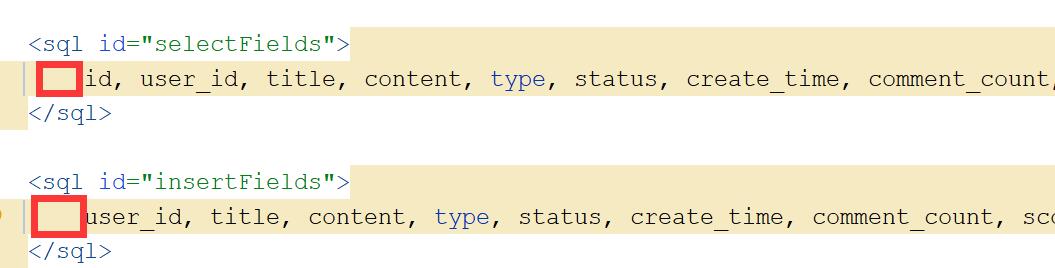 <sql id="selectFields">
id, user_id, title, content, type, status, create_time, comment_count,
</sql>
<sql id="insertFields">
user_id, title, content, type, status, create_time, comment_count,
</sql>